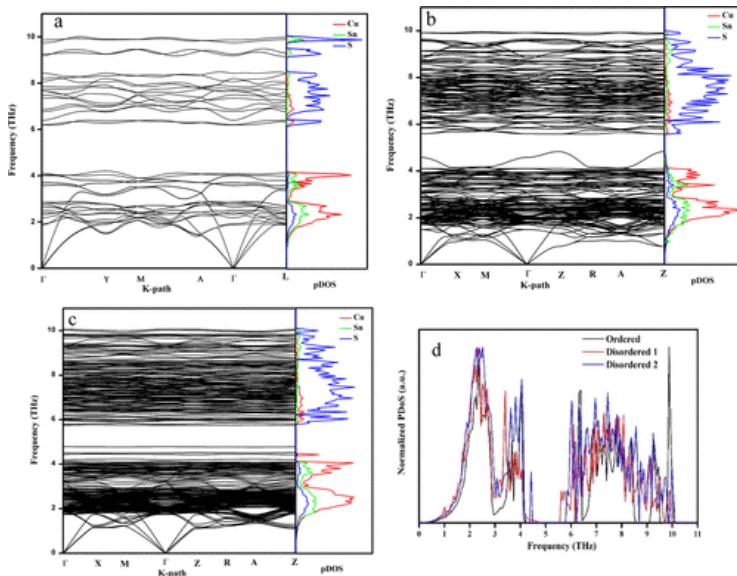 a
Cu
Sn
S
10
8
6
4
2
0
Frequency (THz)
Γ Y M A Γ L
K-path
pDOS
b
Cu
Sn
S
10
8
6
4
2
0
Frequency (THz)
Γ X M Γ Z R A Z
K-path
pDOS
c
Cu
Sn
S
10
8
6
4
2
0
Frequency (THz)
Γ X M Γ Z R A Z
K-path
pDOS
d
Ordered
Disordered 1
Disordered 2
Normalized PDoS (a.u.)
0 1 2 3 4 5 6 7 8 9 10 11
Frequency (THz)